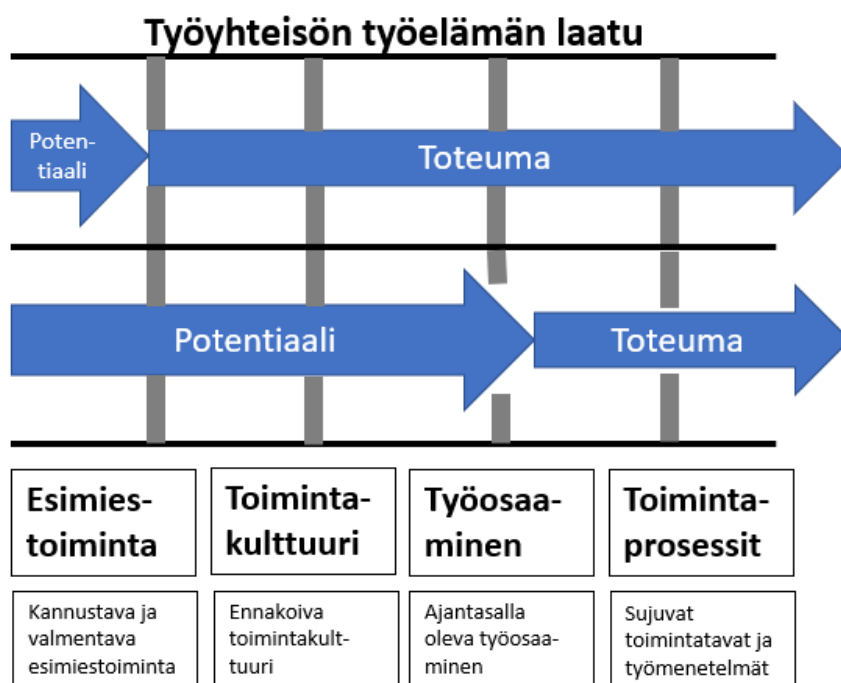 Työyhteisön työelämän laatu
Poten-
tiaali
Toteuma
Potentiaali
Toteuma
Esimies-
toiminta
Toiminta-
kulttuuri
Työosaa-
minen
Toiminta-
prosessit
Kannustava ja
valmentava
esimiestoiminta
Ennakoiva
toimintakult-
tuuri
Ajantasalla
oleva työosaa-
minen
Sujuvat
toimintatavat ja
työmenetelmät